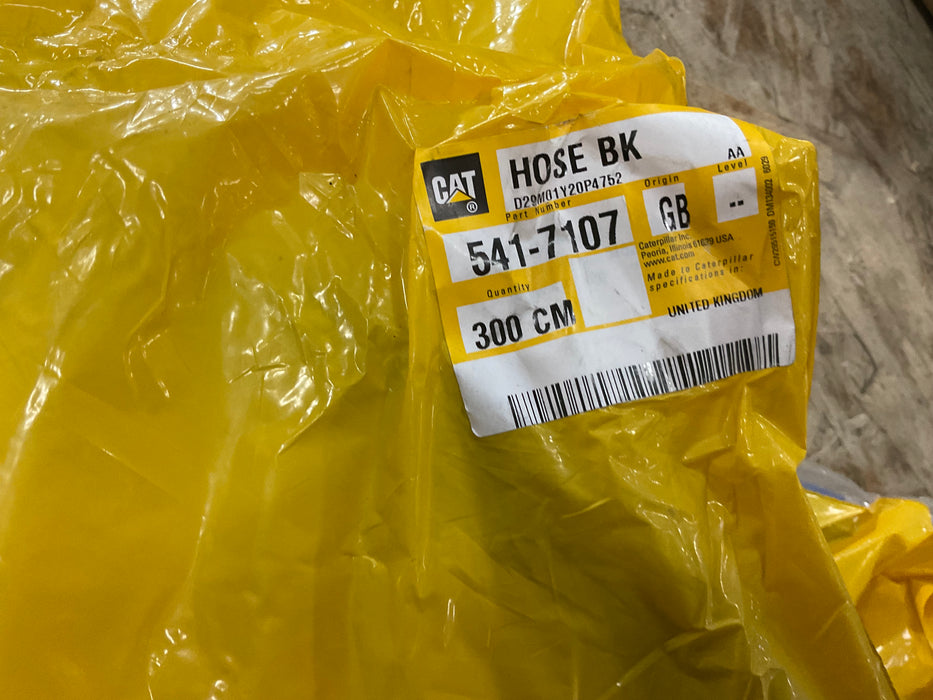 CAT
®
HOSE BK
AA
D29M01Y20P4752
Level
Part Number
Origin
541-7107
GB
--
Caterpillar Inc.
Peoria, Illinois 61629 USA
www.cat.com
Made to Caterpillar
specifications in:
Quantity
300 CM
UNITED KINGDOM